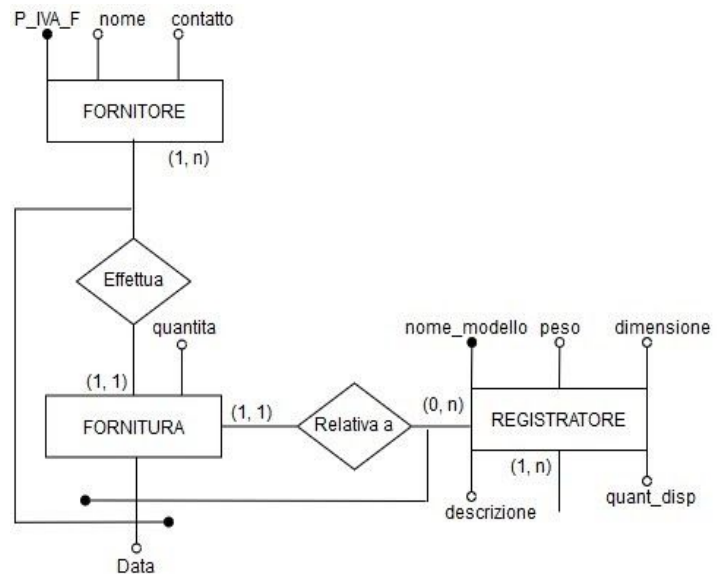 P_IVA_F nome contatto
FORNITORE
(1, n)
Effettua
quantita
nome_modello peso dimensione
(1, 1)
FORNITURA
(1, 1)
Relativa a
(0, n)
REGISTRATORE
(1, n)
descrizione
quant_disp
Data